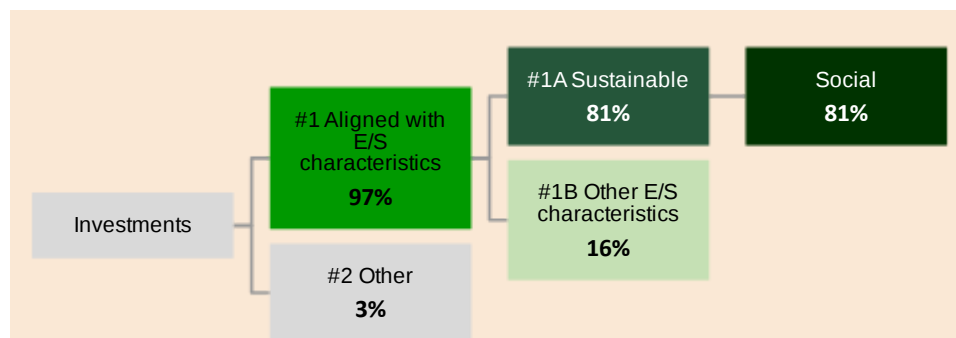 Investments
#1 Aligned with
E/S
characteristics
97%
#2 Other
3%
#1A Sustainable
81%
#1B Other E/S
characteristics
16%
Social
81%